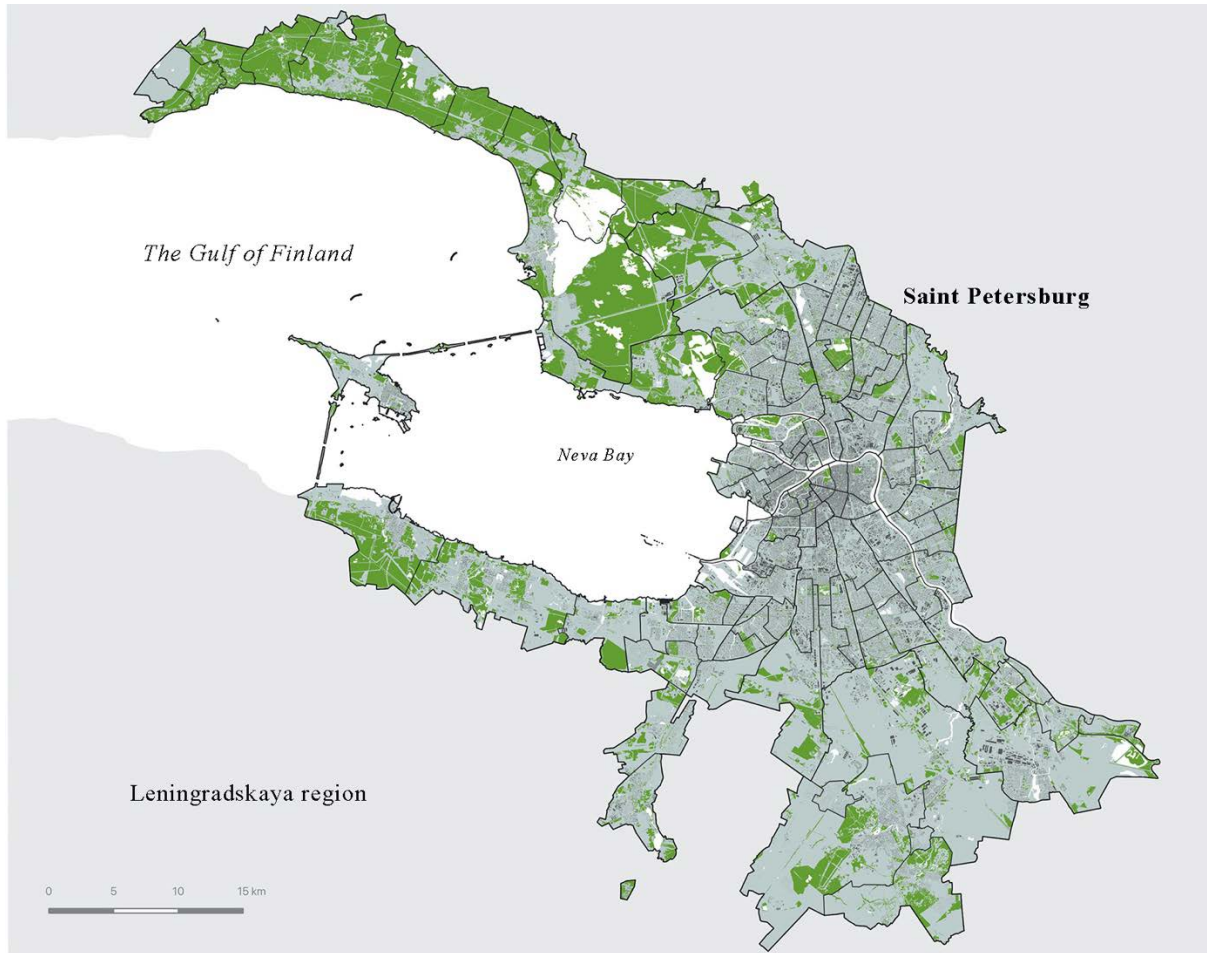 The Gulf of Finland
Saint Petersburg
Neva Bay
Leningradskaya region
0 5 10 15 km